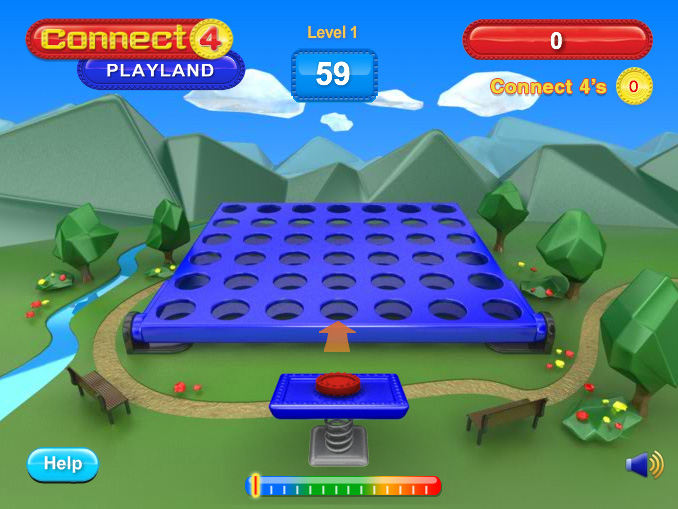 Connect 4
PLAYLAND
Level 1
59
0
Connect 4's 0
Help